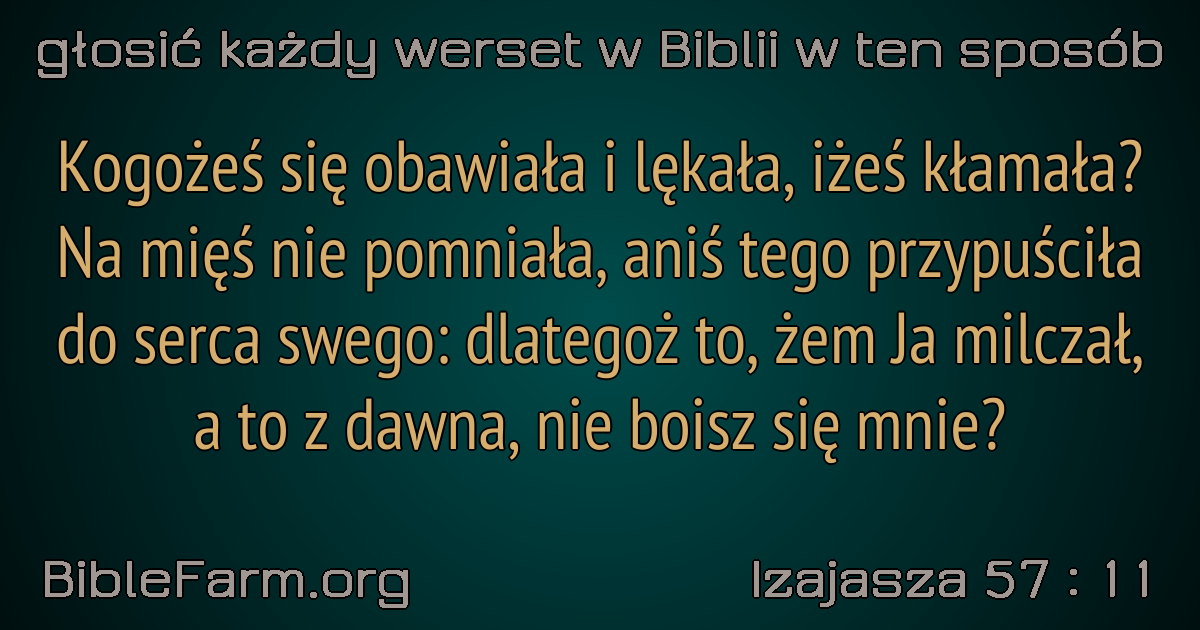 głosić każdy werset w Biblii w ten sposób
Kogożeś się obawiała i lękała, iżeś kłamała?
Na mięś nie pomniała, aniś tego przypuściła
do serca swego: dlategoż to, żem Ja milczał,
a to z dawna, nie boisz się mnie?
BibleFarm.org
Izajasza 57 : 11